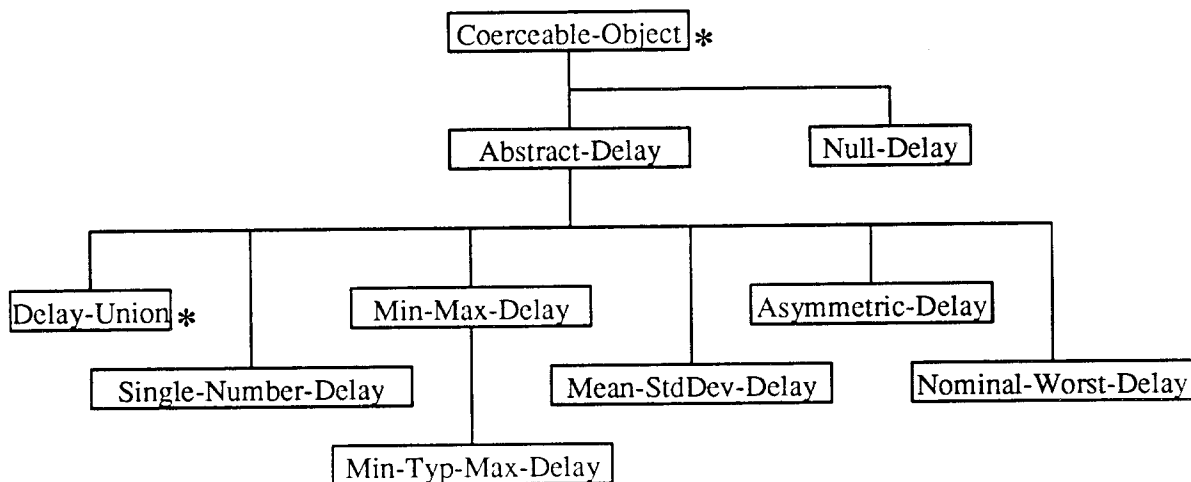 Coerceable-Object *
Abstract-Delay
Null-Delay
Delay-Union *
Min-Max-Delay
Asymmetric-Delay
Single-Number-Delay
Mean-StdDev-Delay
Nominal-Worst-Delay
Min-Typ-Max-Delay